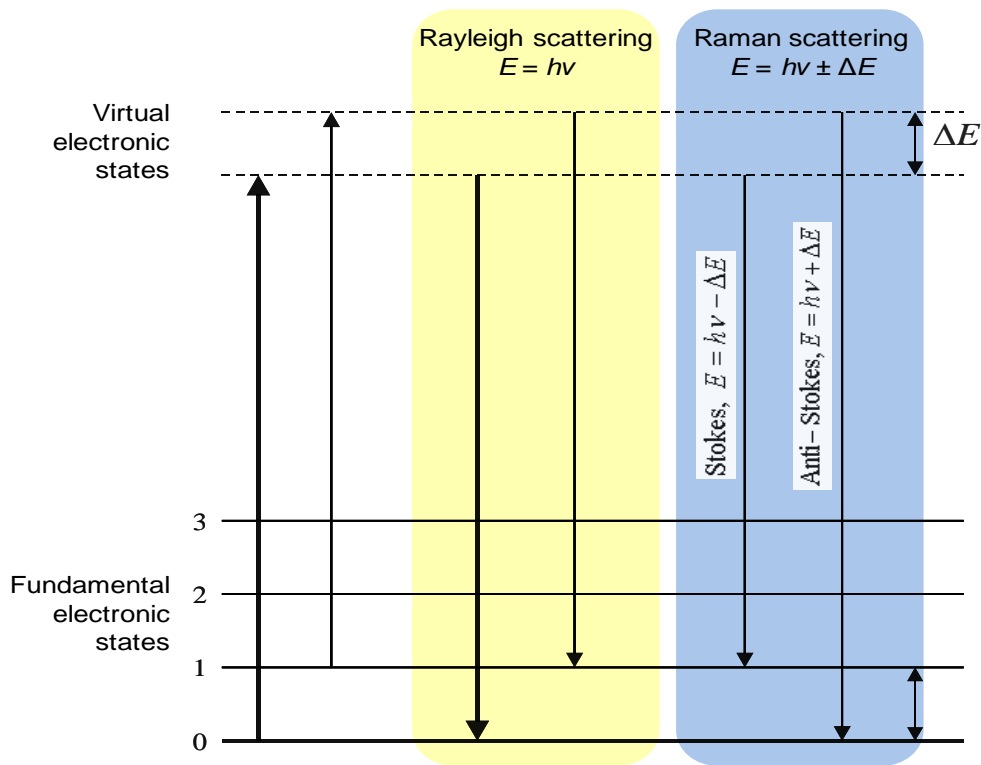 Rayleigh scattering
E = hν
Raman scattering
E = hν ± ΔE
Virtual
electronic
states
ΔE
Stokes, E = hν − ΔE
Anti−Stokes, E = hν + ΔE
3
Fundamental
electronic
states
2
1
0